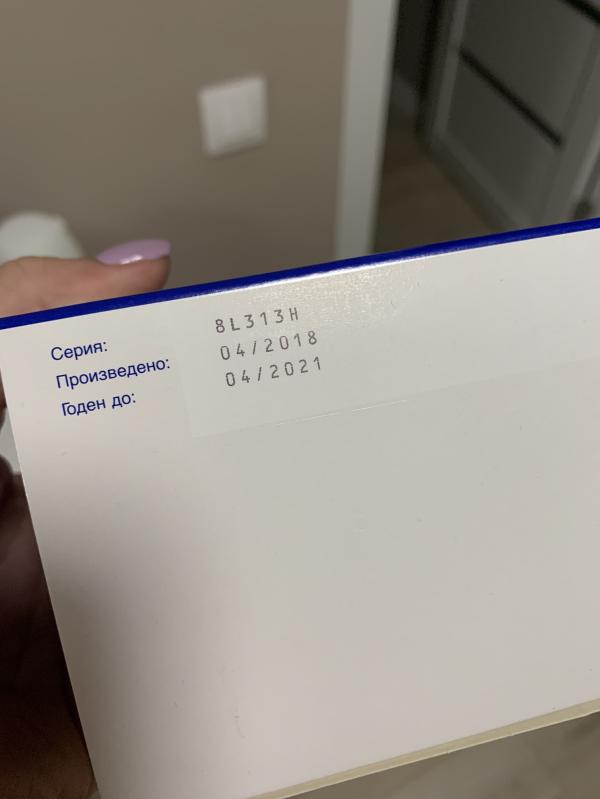 Серия: 8L313H
Произведено: 04/2018
Годен до: 04/2021